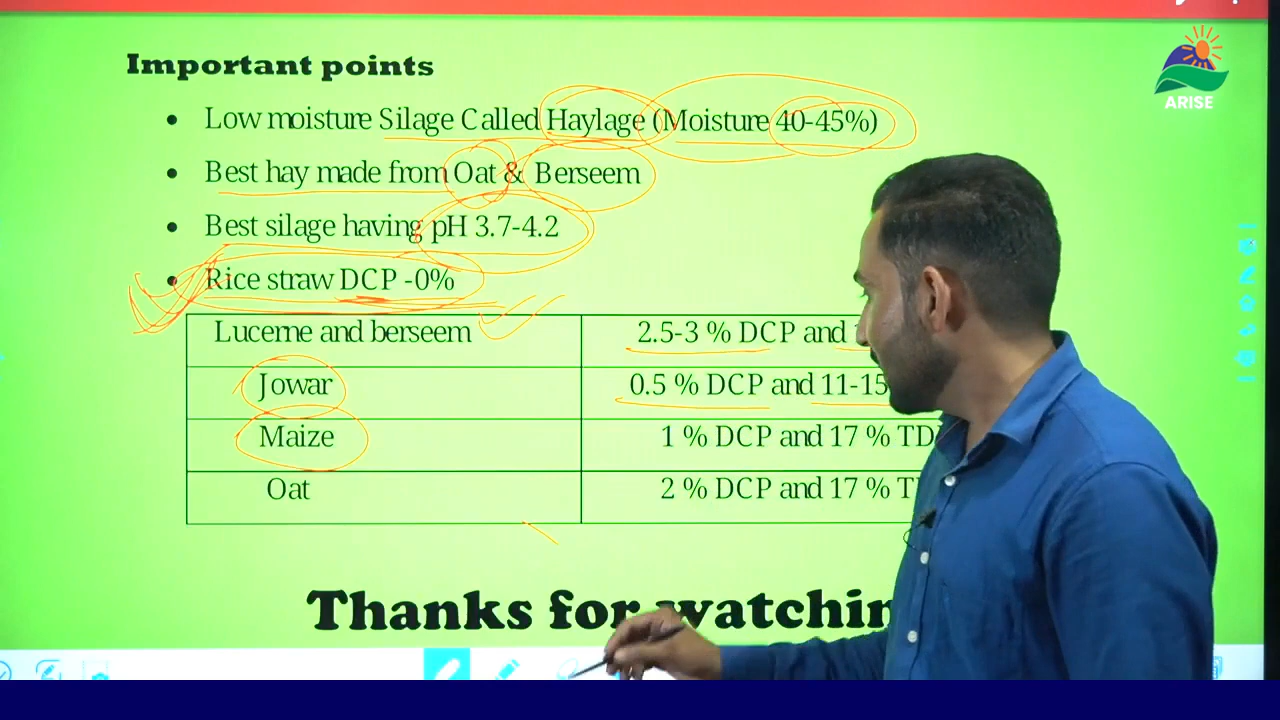 ARISE
Important points
Low moisture Silage Called Haylage (Moisture 40-45%)
Best hay made from Oat & Berseem
Best silage having pH 3.7-4.2
Rice straw DCP -0%
Lucerne and berseem 2.5-3 % DCP and
Jowar 0.5 % DCP and 11-15
Maize 1 % DCP and 17 %
Oat 2 % DCP and 17 %
Thanks for